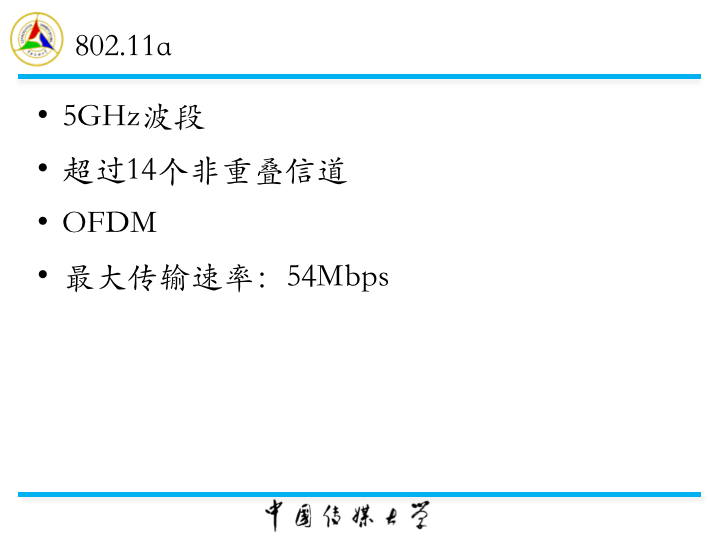 802.11a
• 5GHz波段
• 超过14个非重叠信道
• OFDM
• 最大传输速率：54Mbps
中国传媒大学